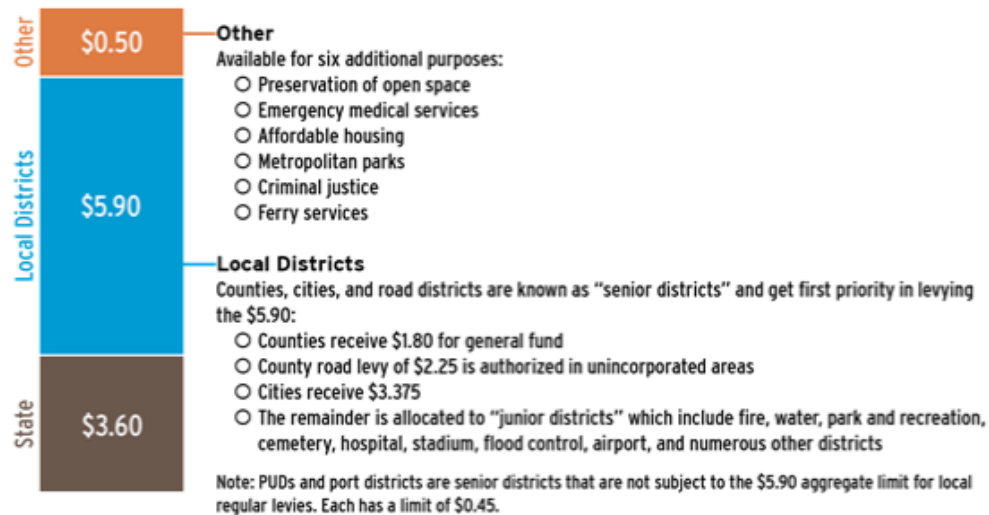 Other
$0.50
Local Districts
$5.90
State
$3.60
Other
Available for six additional purposes:
Preservation of open space
Emergency medical services
Affordable housing
Metropolitan parks
Criminal justice
Ferry services
Local Districts
Counties, cities, and road districts are known as “senior districts” and get first priority in levying
the $5.90:
Counties receive $1.80 for general fund
County road levy of $2.25 is authorized in unincorporated areas
Cities receive $3.375
The remainder is allocated to “junior districts” which include fire, water, park and recreation,
cemetery, hospital, stadium, flood control, airport, and numerous other districts
Note: PUDs and port districts are senior districts that are not subject to the $5.90 aggregate limit for local
regular levies. Each has a limit of $0.45.